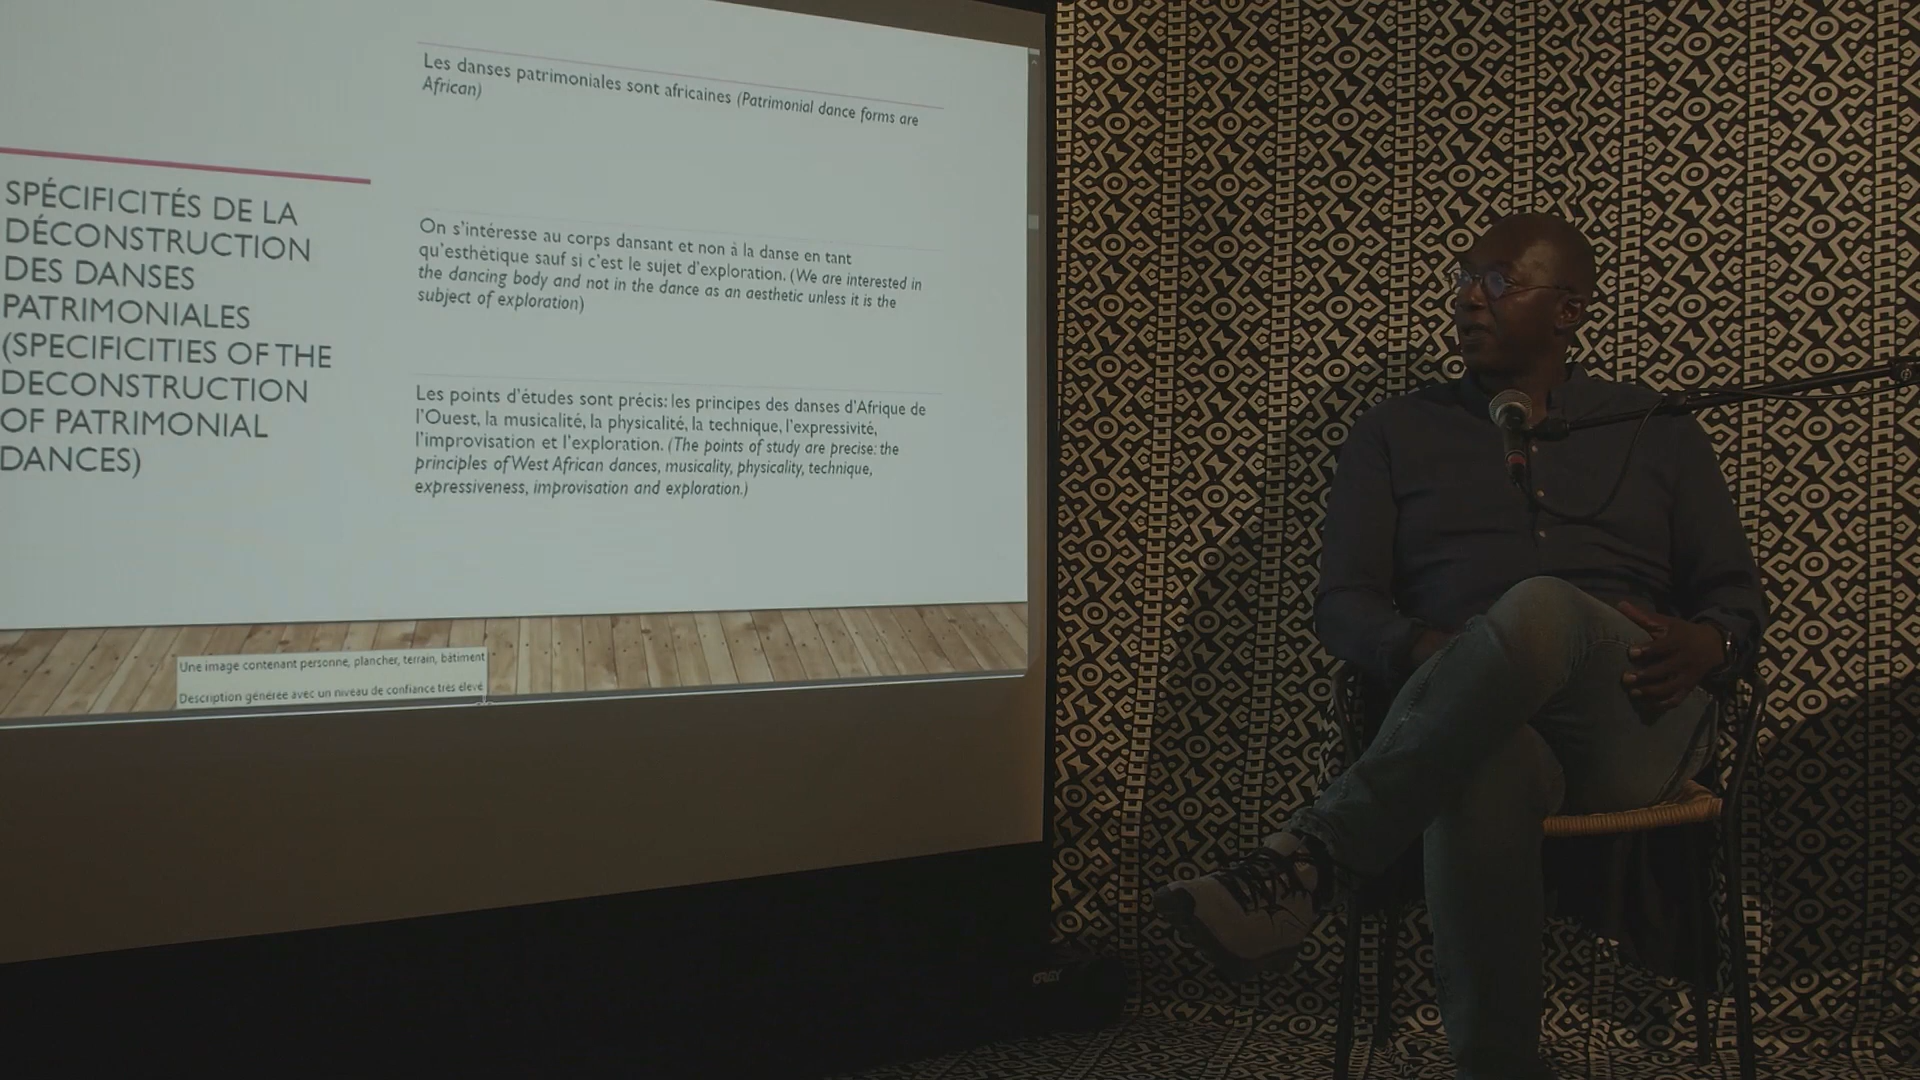 SPÉCIFICITÉS DE LA
DÉCONSTRUCTION
DES DANSES
PATRIMONIALES
(SPECIFICITIES OF THE
DECONSTRUCTION
OF PATRIMONIAL
DANCES)
Les danses patrimoniales sont africaines (Patrimonial dance forms are
African)
On s'intéresse au corps dansant et non à la danse en tant
qu'esthétique sauf si c'est le sujet d'exploration. (We are interested in
the dancing body and not in the dance as an aesthetic unless it is the
subject of exploration)
Les points d'études sont précis: les principes des danses d'Afrique de
l'Ouest, la musicalité, la physicalité, la technique, l'expressivité,
l'improvisation et l'exploration. (The points of study are precise: the
principles of West African dances, musicality, physicality, technique,
expressiveness, improvisation and exploration.)
Une image contenant personne, plancher, terrain, bâtiment
Description générée avec un niveau de confiance très élevé